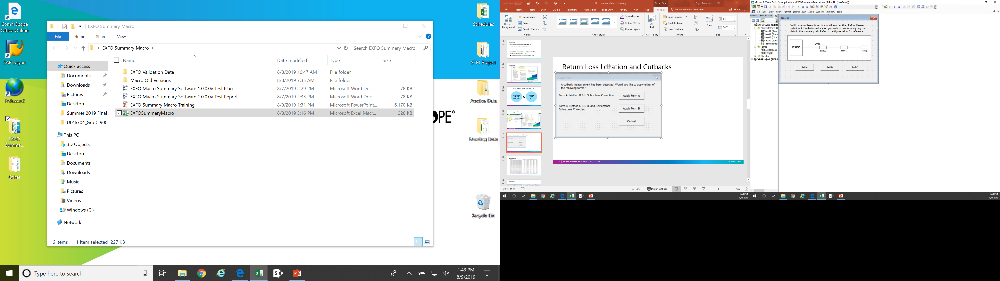 CommScope
Office Online
SAP Logon
Prdassur2
EXFO
Summa...
Other
EXFO Summary Macro
File
Home
Share
View
EXFO Summary Macro
Search EXFO Summary Macro
Name
Date modified
Type
Size
EXFO Validation Data 8/8/2019 10:47 AM File folder
Macro Old Versions 8/8/2019 7:35 AM File folder
EXFO Macro Summary Software 1.0.0.0v Test Plan 8/7/2019 2:29 PM Microsoft Word Doc... 78 KB
EXFO Macro Summary Software 1.0.0.0v Test Report 8/7/2019 2:33 PM Microsoft Word Doc... 78 KB
EXFO Summary Macro Training 8/9/2019 1:31 PM Microsoft PowerPoint... 6,170 KB
EXFOSummaryMacro 8/8/2019 3:16 PM Microsoft Excel Macr... 228 KB
Quick access
Documents
Downloads
Pictures
Desktop
Summer 2019 Final
UL46704_Grp C 900
This PC
3D Objects
Desktop
Documents
Downloads
Music
Pictures
Videos
Windows (C:)
Network
6 items 1 item selected 227 KB
OPE®
Schedules
STM Project
Practice Data
Meeting Data
Recycle Bin
Type here to search
1:43 PM
8/9/2019
AutoSave Off
EXFO Summary Macro Training
Picture Tools
Page, Amanda
File Home Insert Draw Design Transitions Animations Slide Show Review View Help Format Tell me what you want to do Share
Remove
Background
Corrections
Color
Artistic Effects
Adjust
Picture Styles
Picture Border
Picture Effects
Picture Layout
Alt
Text
Accessibility
Bring Forward
Send Backward
Selection Pane
Arrange
Crop
4.6"
7.42"
Size
3
4
5
6
7
8
9
Return Loss Location and Cutbacks
UserForm1
A cutback measurement has been detected. Would you like to apply either of
the following forms?
Form A: Method B & H Splice Loss Correction
Apply Form A
Form B: Method C & D IL and Relflectance
Splice Loss Correction
Apply Form B
Cancel
7 PRIVATE AND CONFIDENTIAL © 2019 CommScope, Inc
COMMSCOPE
Slide 7 of 14
Notes
Display Settings
77%
1:43 PM
8/9/2019
Microsoft Visual Basic for Applications - EXFOSummaryMacro.xlsm - [RLPopUp (UserForm)]
File Edit View Insert Format Debug Run Tools Add-Ins Window Help
Project - EXFOMacro
EXFOMacro (EXFO
Microsoft Excel O
Sheet1 (Raw
Sheet2 (Sum
Sheet3 (Inpu
Sheet4 (Tabl
ThisWorkboo
Forms
FormOptions
RLPopUp
Modules
VBAProject (PERS
RLPopUp
Valid data has been found in a location other than Refl A. Please
select which reflectance location you wish to use for analyzing the
data in the summary tab. Refer to the figure below for reference.
EXFO
MTJ1
Refl A
Refl C
Refl B
Refl A
Refl B
Refl C
1:43 PM
8/9/2019